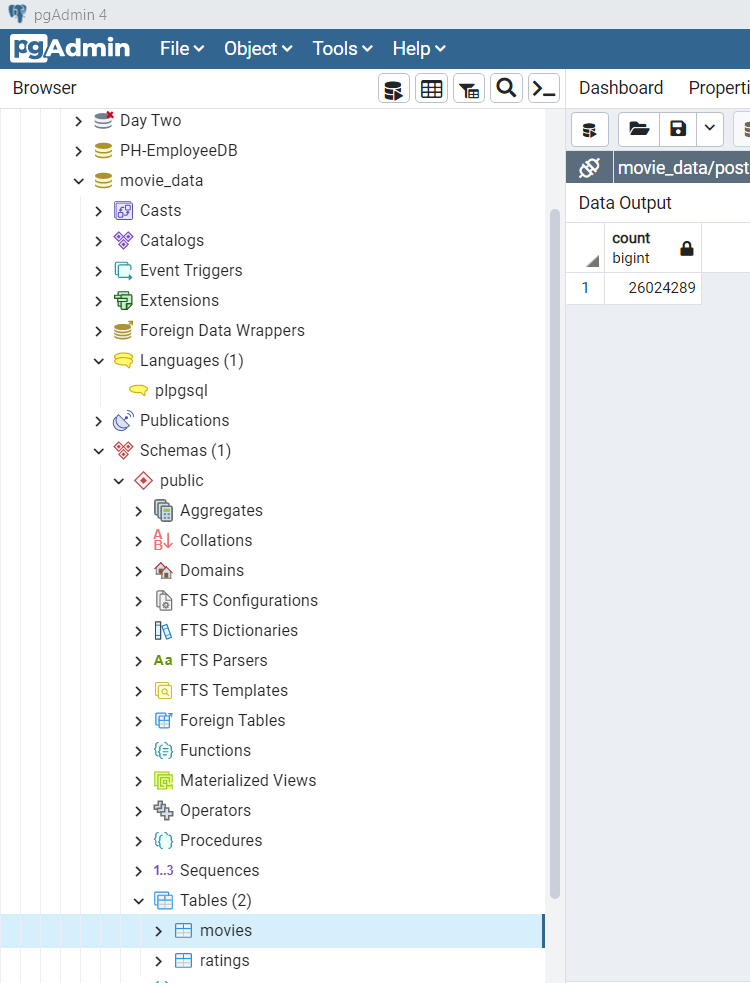 pgAdmin 4
pgAdmin File Object Tools Help
Browser
Dashboard Properti
Day Two
PH-EmployeeDB
movie_data
Casts
Catalogs
Event Triggers
Extensions
Foreign Data Wrappers
Languages (1)
plpgsql
Publications
Schemas (1)
public
Aggregates
Collations
Domains
FTS Configurations
FTS Dictionaries
Aa FTS Parsers
FTS Templates
Foreign Tables
Functions
Materialized Views
Operators
Procedures
1..3 Sequences
Tables (2)
movies
ratings
movie_data/post
Data Output
count
bigint
1 26024289